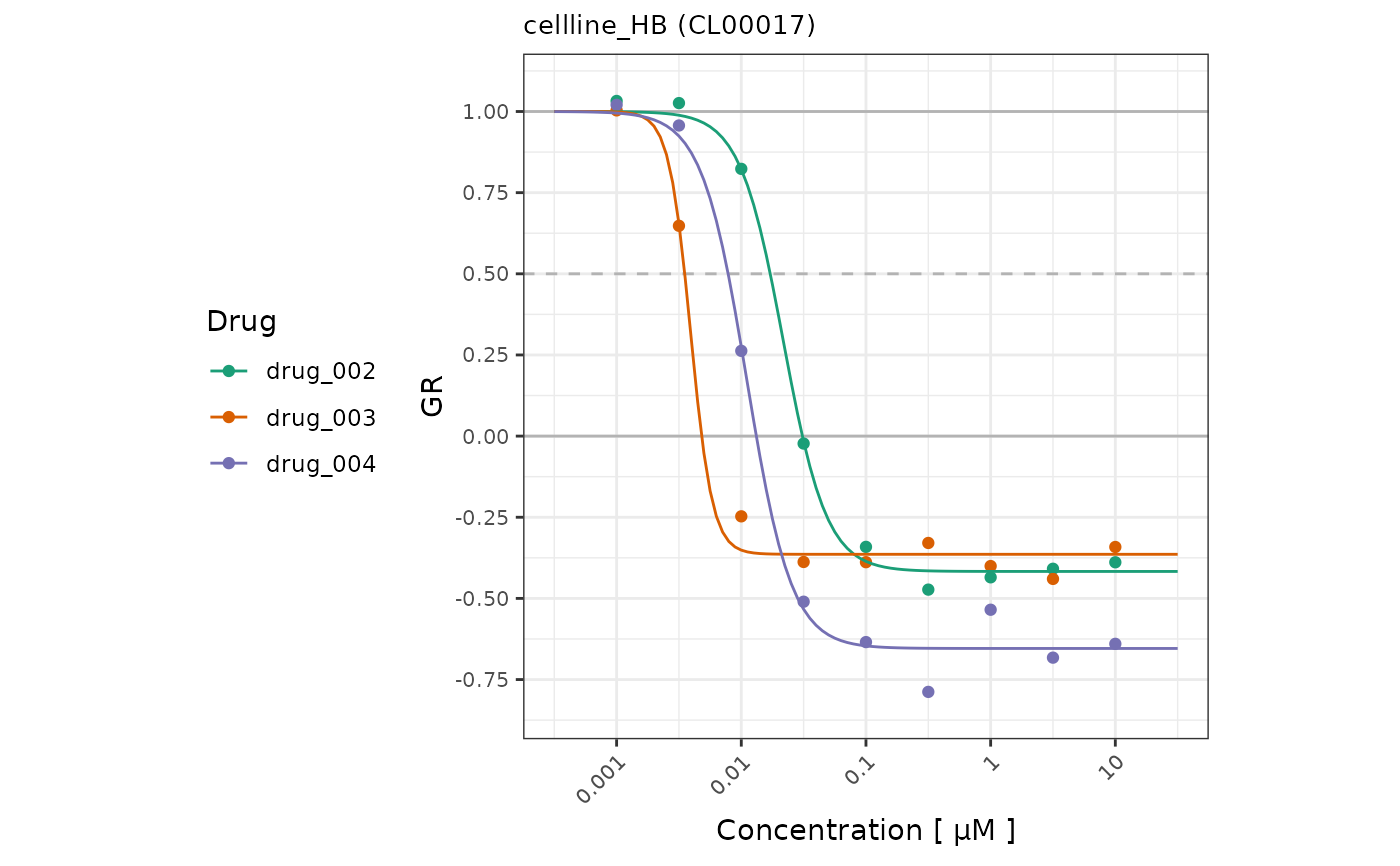 cellline_HB (CL00017)
Drug
drug_002
drug_003
drug_004
GR
1.00
0.75
0.50
0.25
0.00
-0.25
-0.50
-0.75
0.001
0.01
0.1
1
10
Concentration [ µM ]